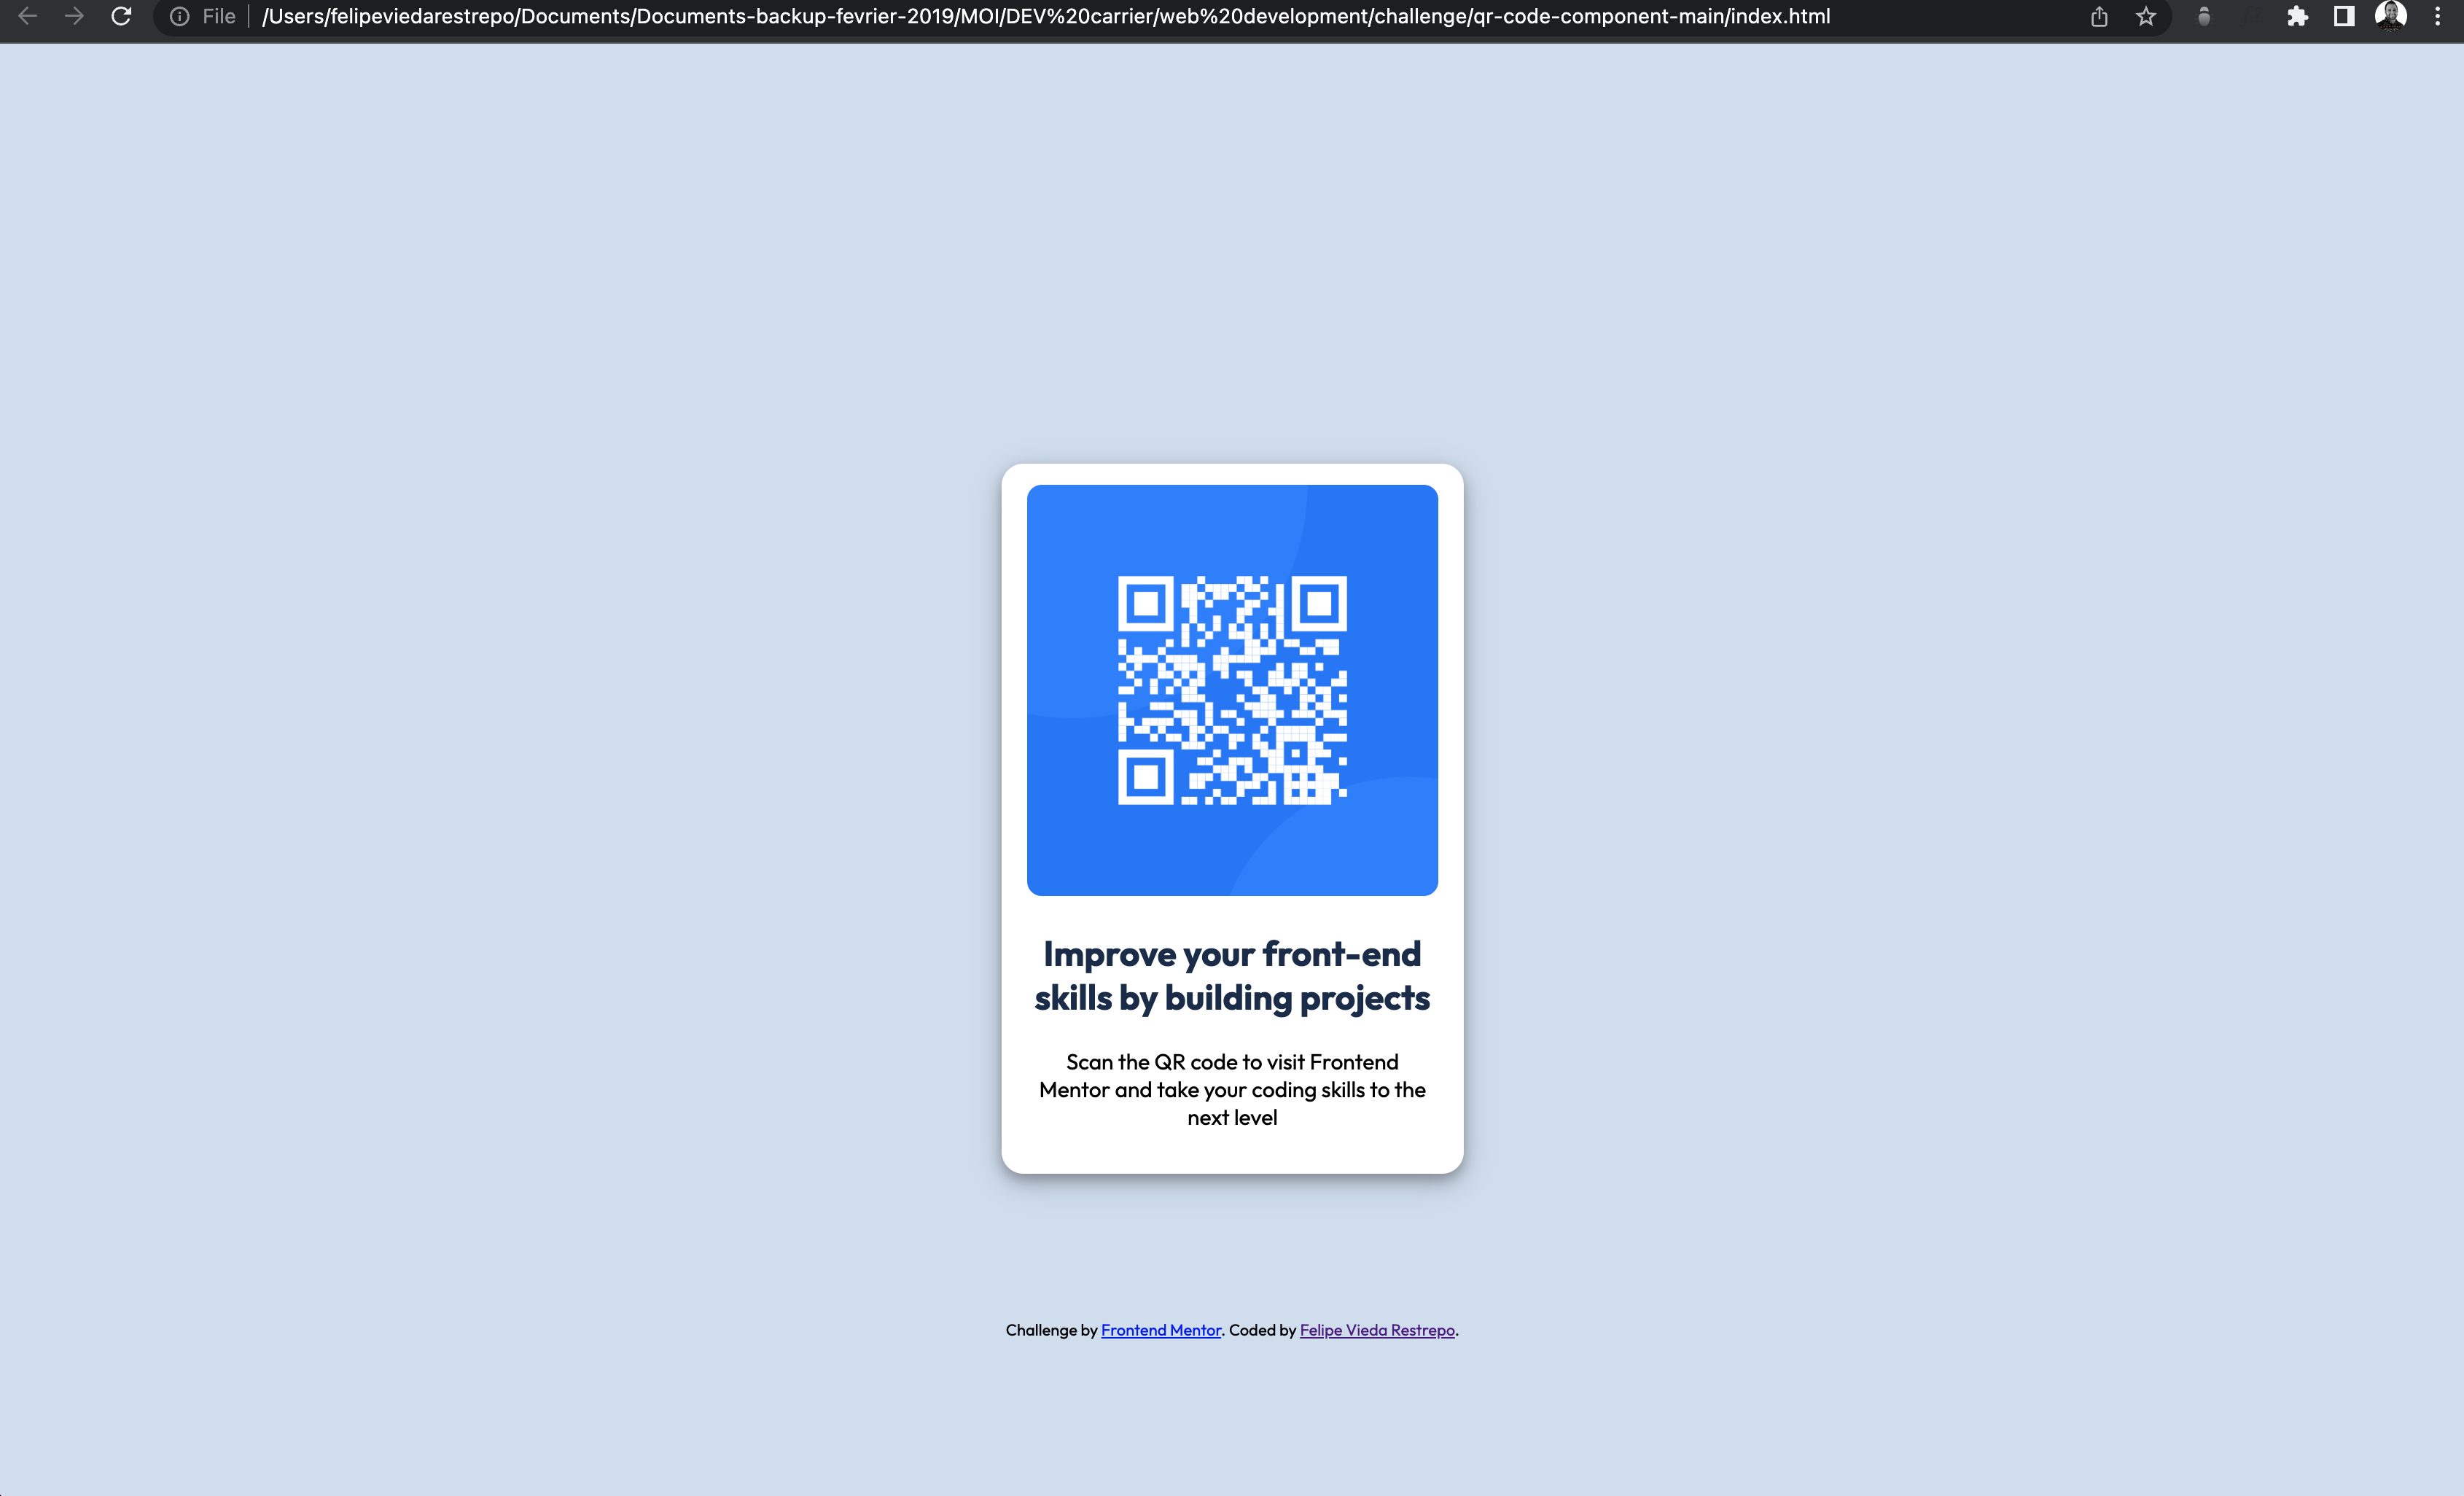 File
/Users/felipeviedarestrepo/Documents/Documents-backup-fevrier-2019/MOI/DEV%20carrier/web%20development/challenge/qr-code-component-main/index.html
Improve your front-end
skills by building projects
Scan the QR code to visit Frontend
Mentor and take your coding skills to the
next level
Challenge by Frontend Mentor. Coded by Felipe Vieda Restrepo.